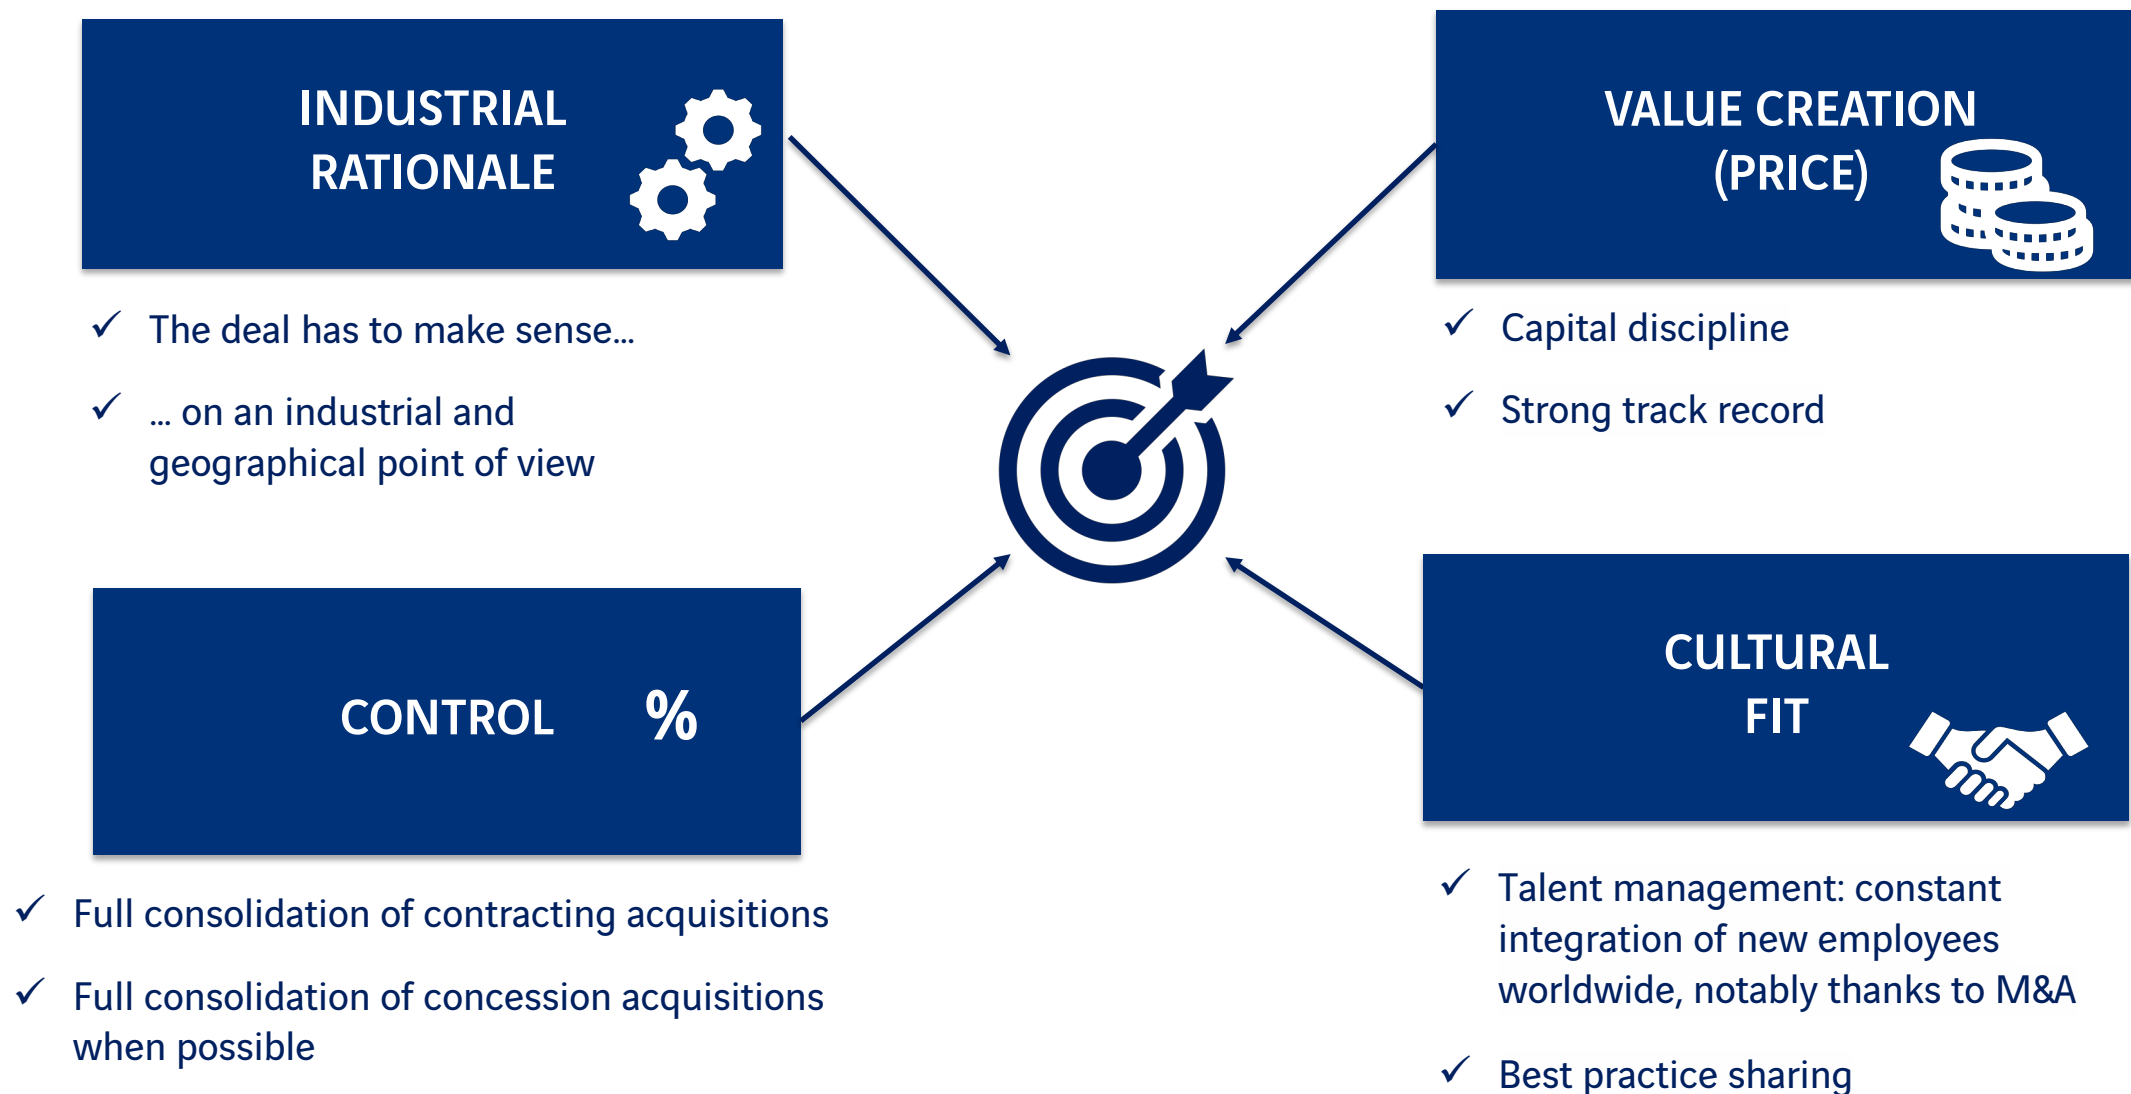 INDUSTRIAL
RATIONALE
✓ The deal has to make sense…
✓ … on an industrial and
geographical point of view
VALUE CREATION
(PRICE)
✓ Capital discipline
✓ Strong track record
CONTROL %
✓ Full consolidation of contracting acquisitions
✓ Full consolidation of concession acquisitions
when possible
CULTURAL
FIT
✓ Talent management: constant
integration of new employees
worldwide, notably thanks to M&A
✓ Best practice sharing